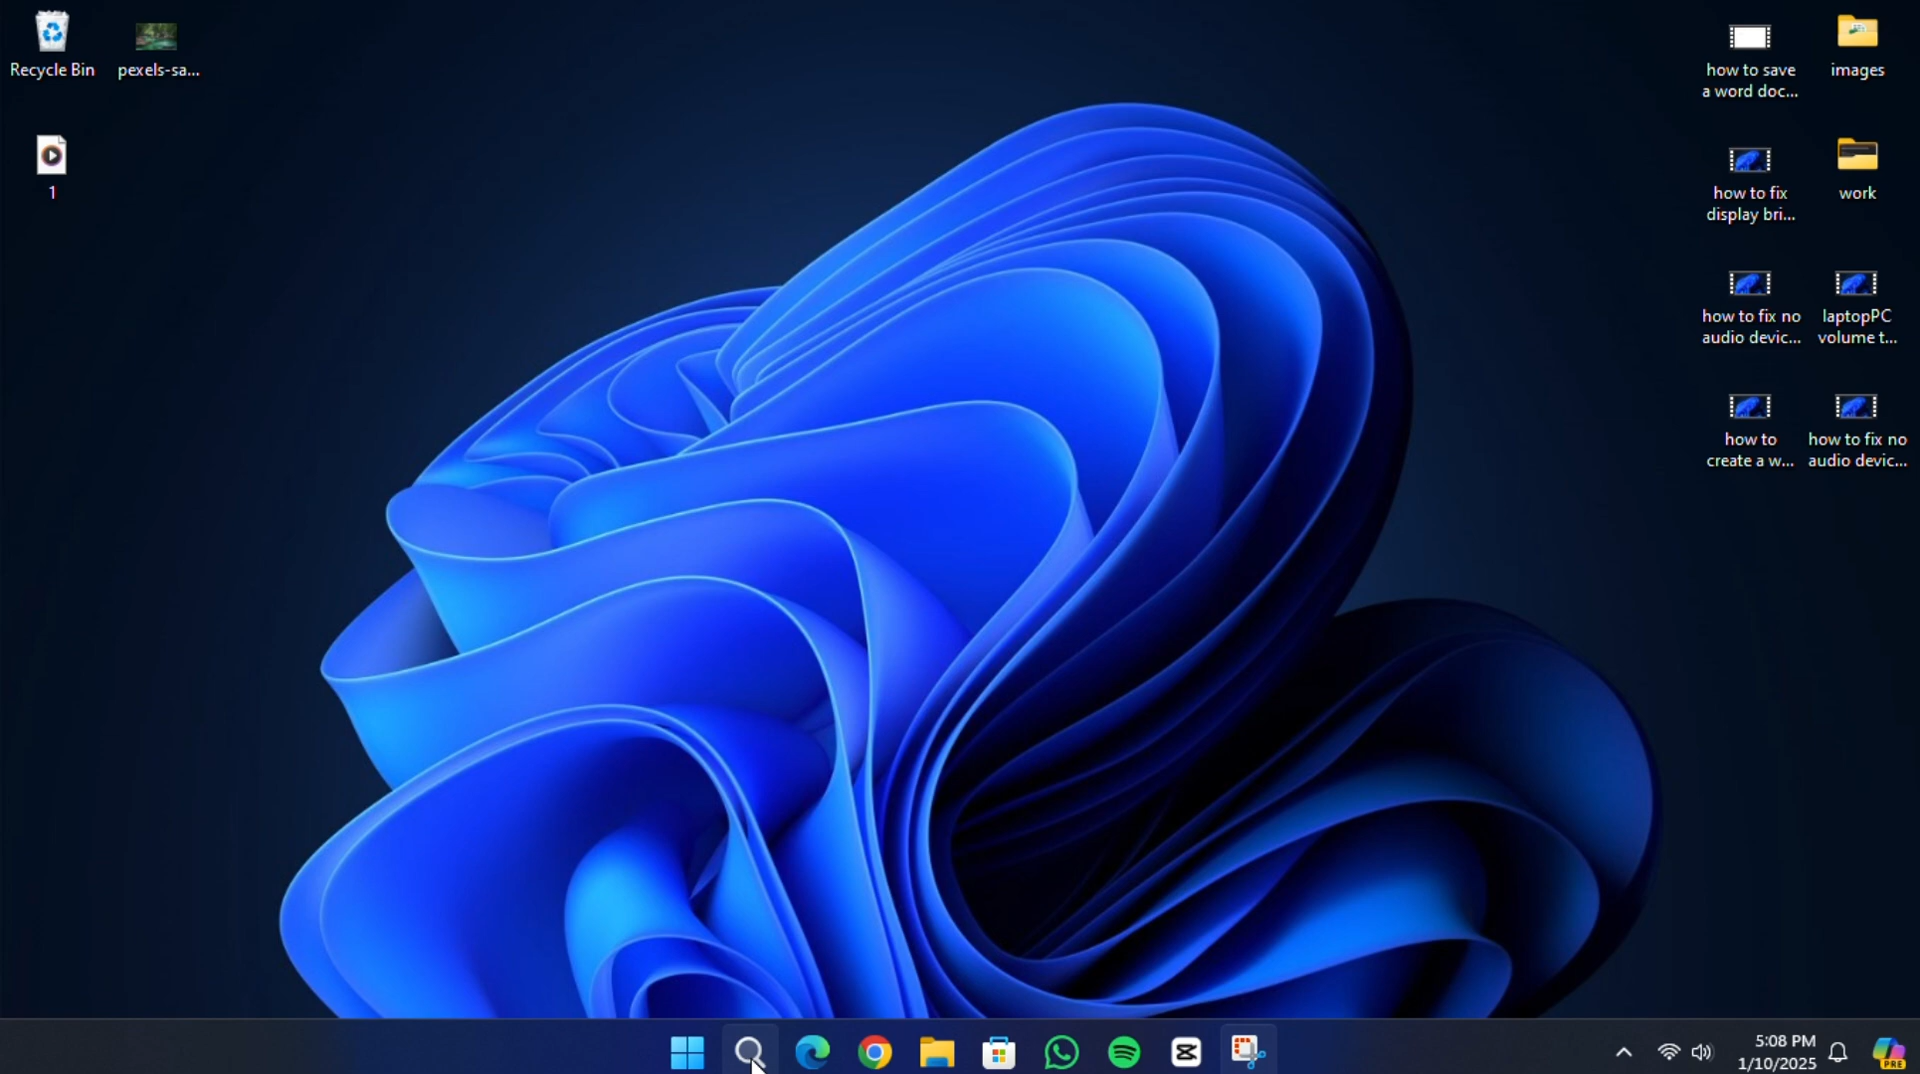 Recycle Bin
pexels-sa...
1
how to save
a word doc...
images
how to fix
display bri...
work
how to fix no
audio devic...
laptopPC
volume t...
how to
create a w...
how to fix no
audio devic...
5:08 PM
1/10/2025
PRE